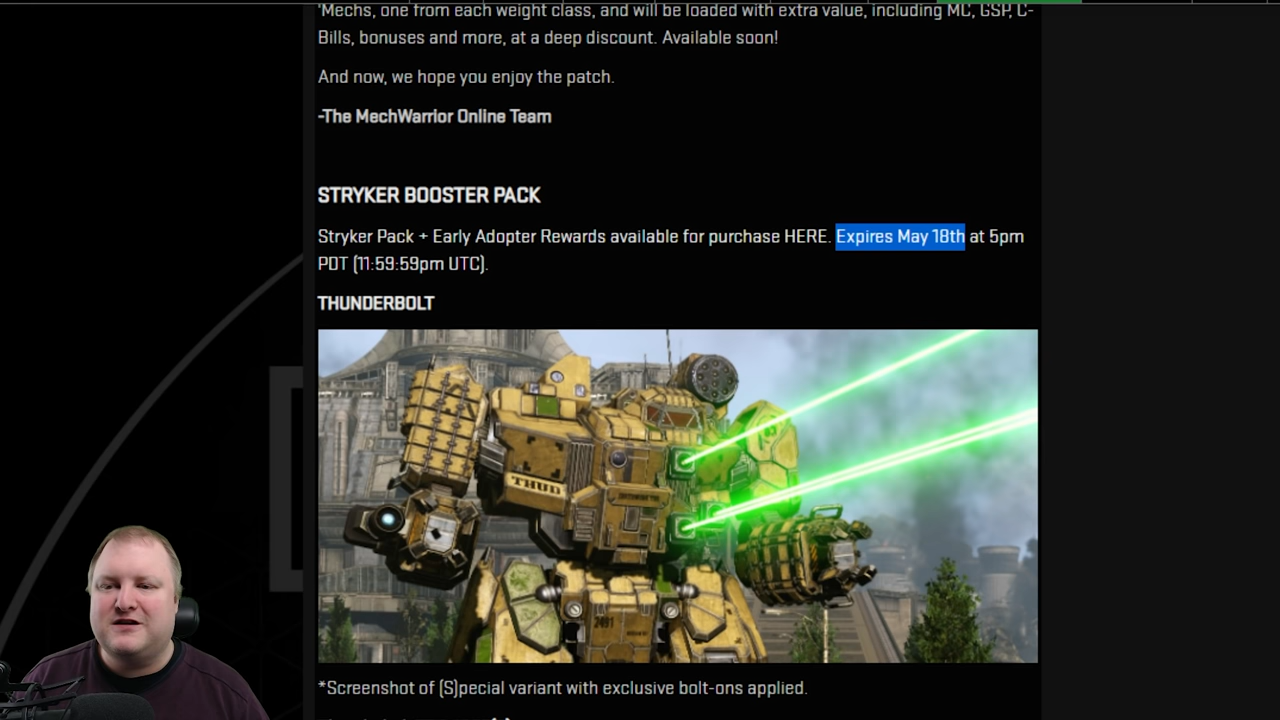 'Mechs, one from each weight class, and will be loaded with extra value, including MC, GSP, C-
Bills, bonuses and more, at a deep discount. Available soon!
And now, we hope you enjoy the patch.
-The MechWarrior Online Team
STRYKER BOOSTER PACK
Stryker Pack + Early Adopter Rewards available for purchase HERE. Expires May 18th at 5pm
PDT (11:59:59pm UTC).
THUNDERBOLT
THUD
2491
*Screenshot of (S)pecial variant with exclusive bolt-ons applied.